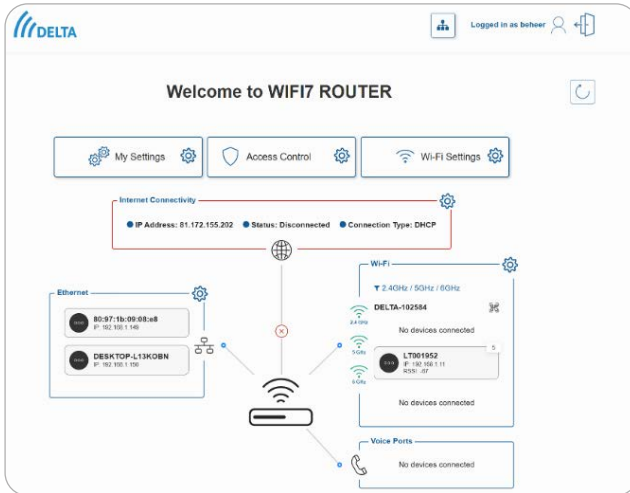 DELTA
Logged in as beheer
Welcome to WIFI7 ROUTER
My Settings
Access Control
Wi-Fi Settings
Internet Connectivity
IP Address: 81.172.155.202 Status: Disconnected Connection Type: DHCP
Wi-Fi
2.4GHz / 5GHz / 6GHz
DELTA-102584
2.4 GHz
No devices connected
5 GHz
5
LT001952
IP: 192.168.1.11
RSSI: -87
6 GHz
No devices connected
Ethernet
80:97:1b:09:08:e8
IP: 192.168.1.149
DESKTOP-L13KOBN
IP: 192.168.1.150
Voice Ports
No devices connected